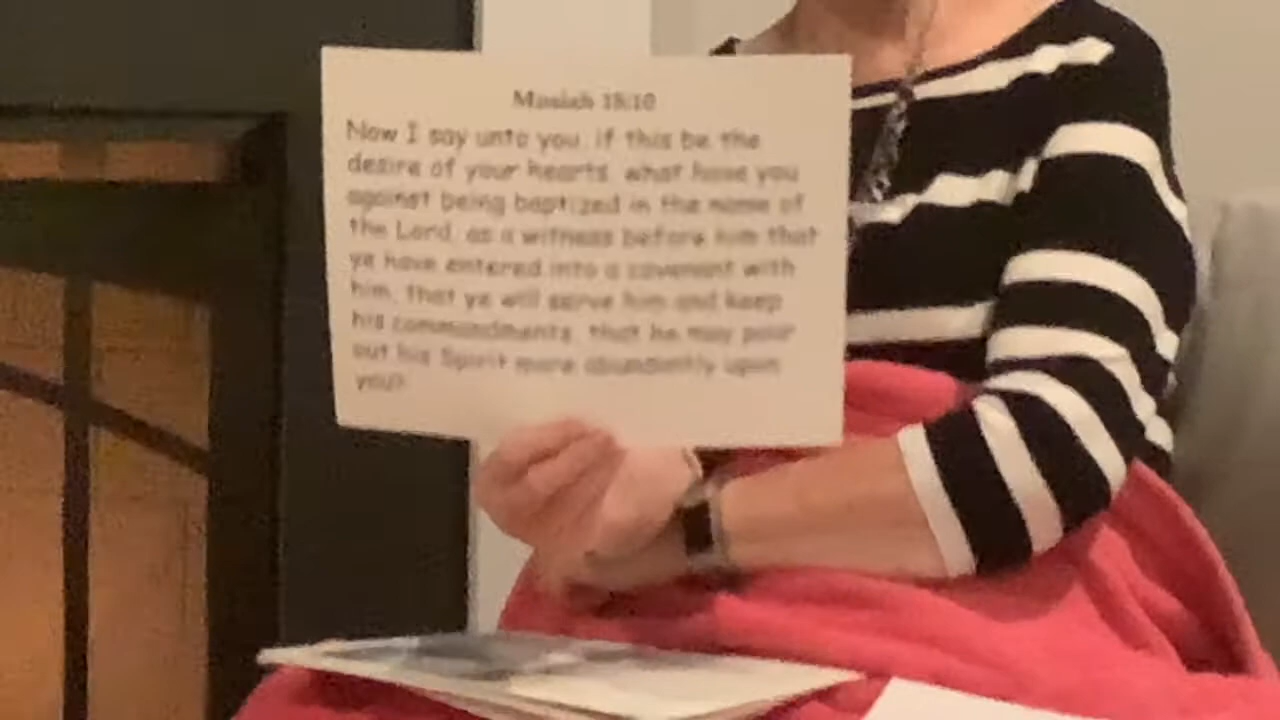 Mosiah 18:10
Now I say unto you, if this be the
desire of your hearts, what have you
against being baptized in the name of
the Lord, as a witness before him that
ye have entered into a covenant with
him, that ye will serve him and keep
his commandments, that he may pour
out his Spirit more abundantly upon
you?